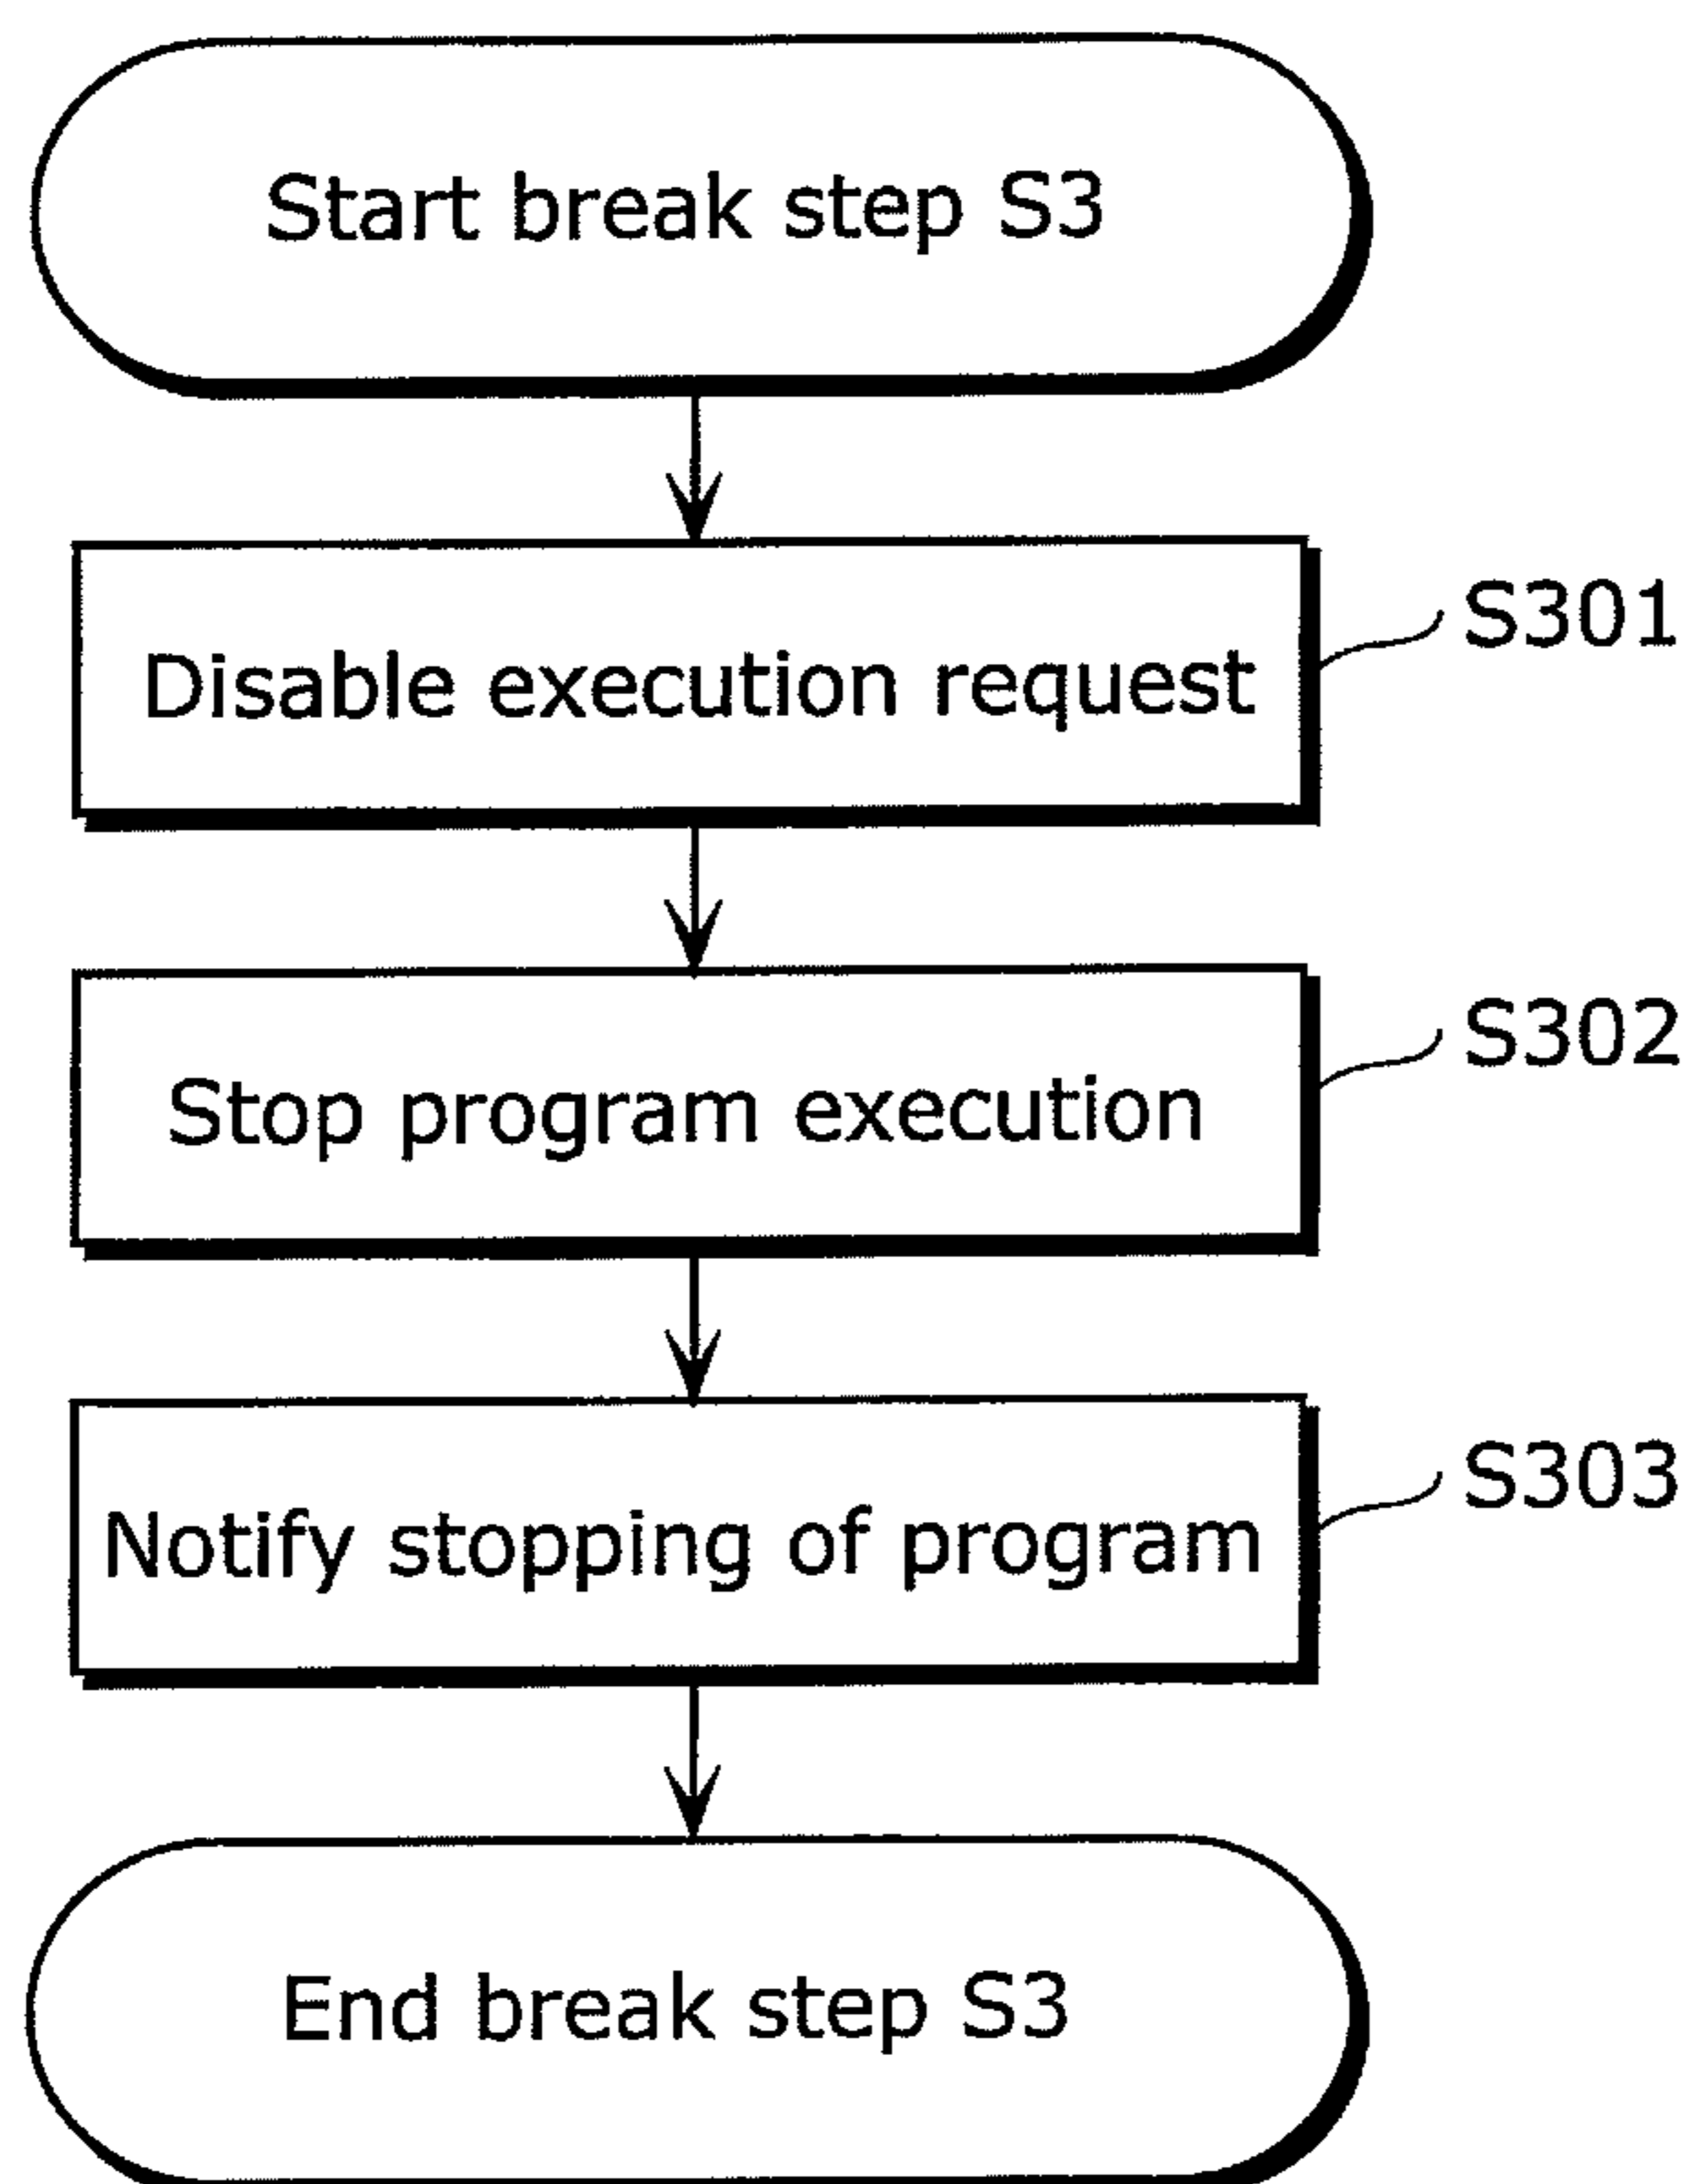 Start break step S3
Disable execution request
S301
Stop program execution
S302
Notify stopping of program
S303
End break step S3